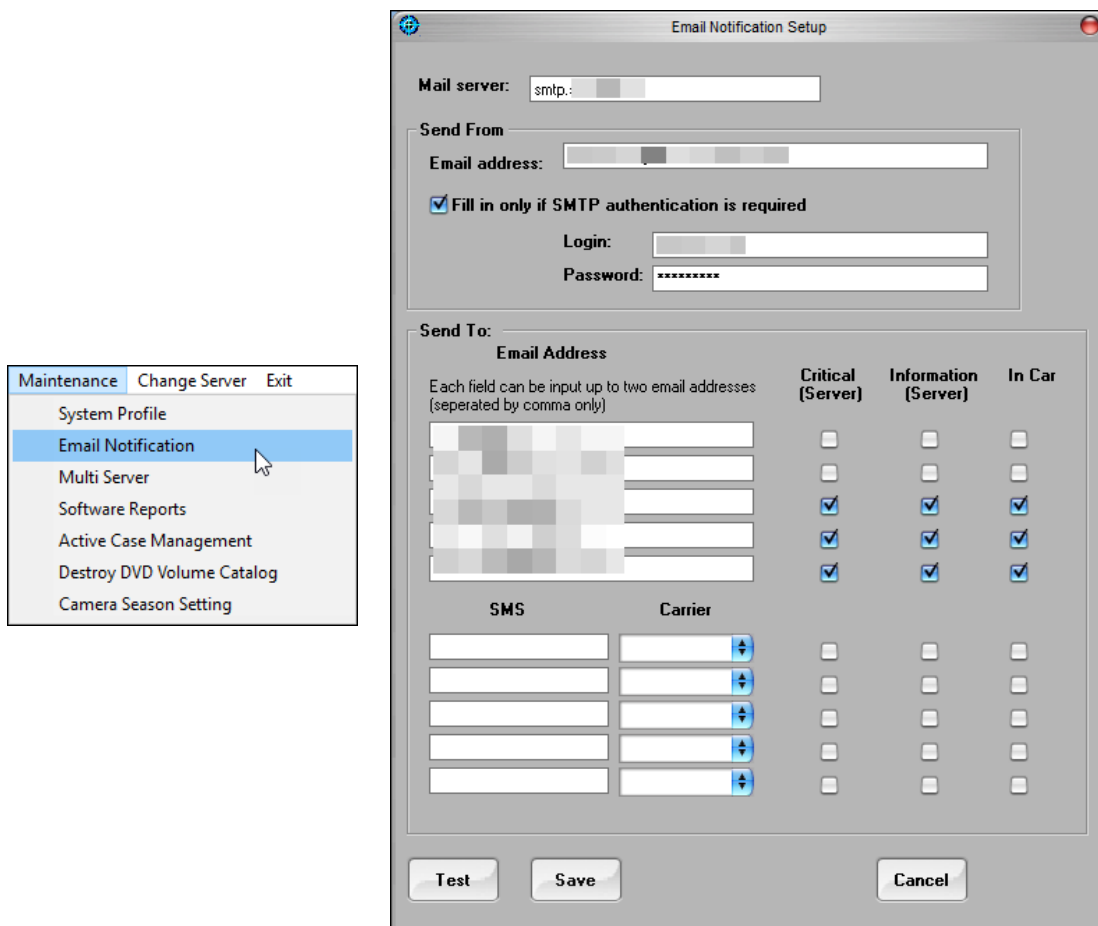 Maintenance Change Server Exit
System Profile
Email Notification
Multi Server
Software Reports
Active Case Management
Destroy DVD Volume Catalog
Camera Season Setting
Email Notification Setup
Mail server: smtp.
Send From
Email address:
Fill in only if SMTP authentication is required
Login:
Password: *********
Send To:
Email Address
Each field can be input up to two email addresses
(seperated by comma only)
Critical
(Server)
Information
(Server)
In Car
SMS Carrier
Test Save Cancel